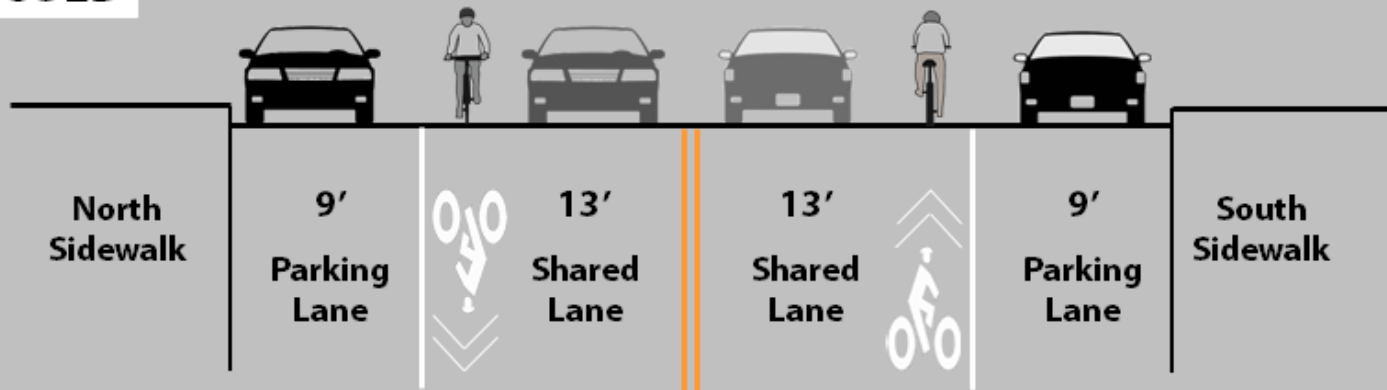 North
Sidewalk
9′
Parking
Lane
13′
Shared
Lane
13′
Shared
Lane
9′
Parking
Lane
South
Sidewalk